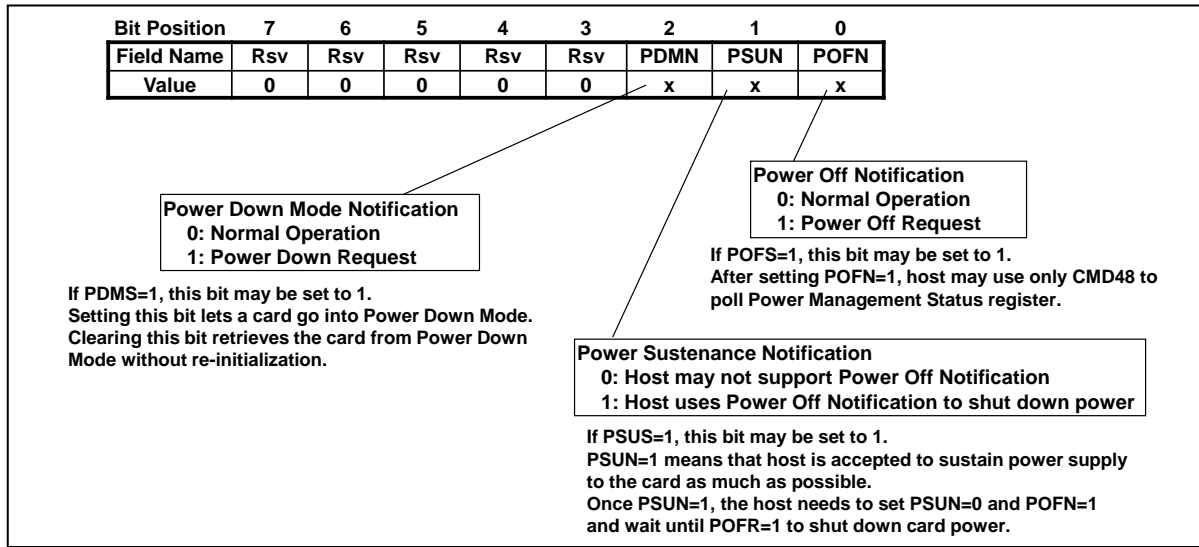 Bit Position 7 6 5 4 3 2 1 0
Field Name Rsv Rsv Rsv Rsv Rsv PDMN PSUN POFN
Value 0 0 0 0 0 x x x
Power Off Notification
0: Normal Operation
1: Power Off Request
If POFS=1, this bit may be set to 1.
After setting POFN=1, host may use only CMD48 to
poll Power Management Status register.
Power Down Mode Notification
0: Normal Operation
1: Power Down Request
If PDMS=1, this bit may be set to 1.
Setting this bit lets a card go into Power Down Mode.
Clearing this bit retrieves the card from Power Down
Mode without re-initialization.
Power Sustenance Notification
0: Host may not support Power Off Notification
1: Host uses Power Off Notification to shut down power
If PSUS=1, this bit may be set to 1.
PSUN=1 means that host is accepted to sustain power supply
to the card as much as possible.
Once PSUN=1, the host needs to set PSUN=0 and POFN=1
and wait until POFR=1 to shut down card power.